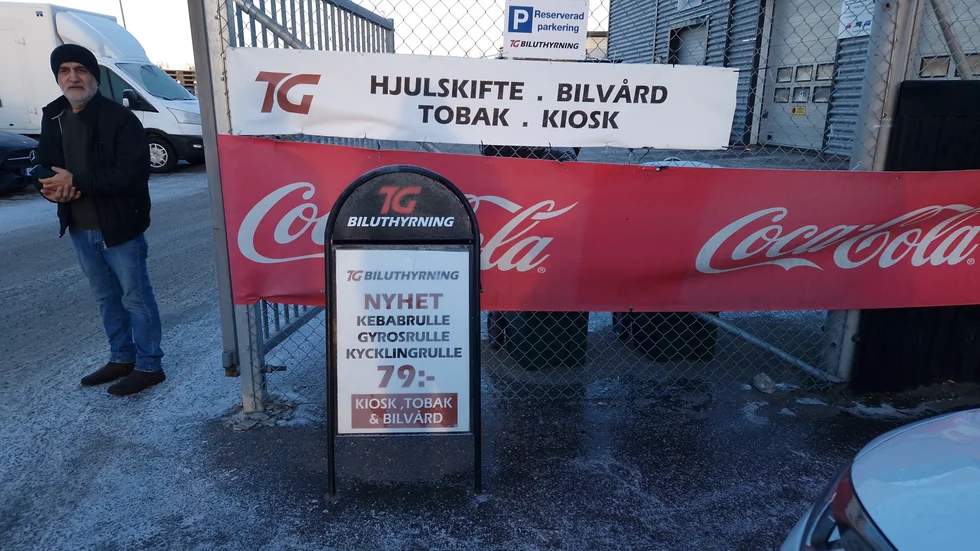 P Reserverad
parkering
TG BILUTHYRNING
TG HJULSKIFTE . BILVÅRD
TOBAK . KIOSK
Coca-Cola ®
Coca-Cola ®
TG
BILUTHYRNING
TG BILUTHYRNING
NYHET
KEBABRULLE
GYROSRULLE
KYCKLINGRULLE
79:-
KIOSK ,TOBAK
& BILVÅRD